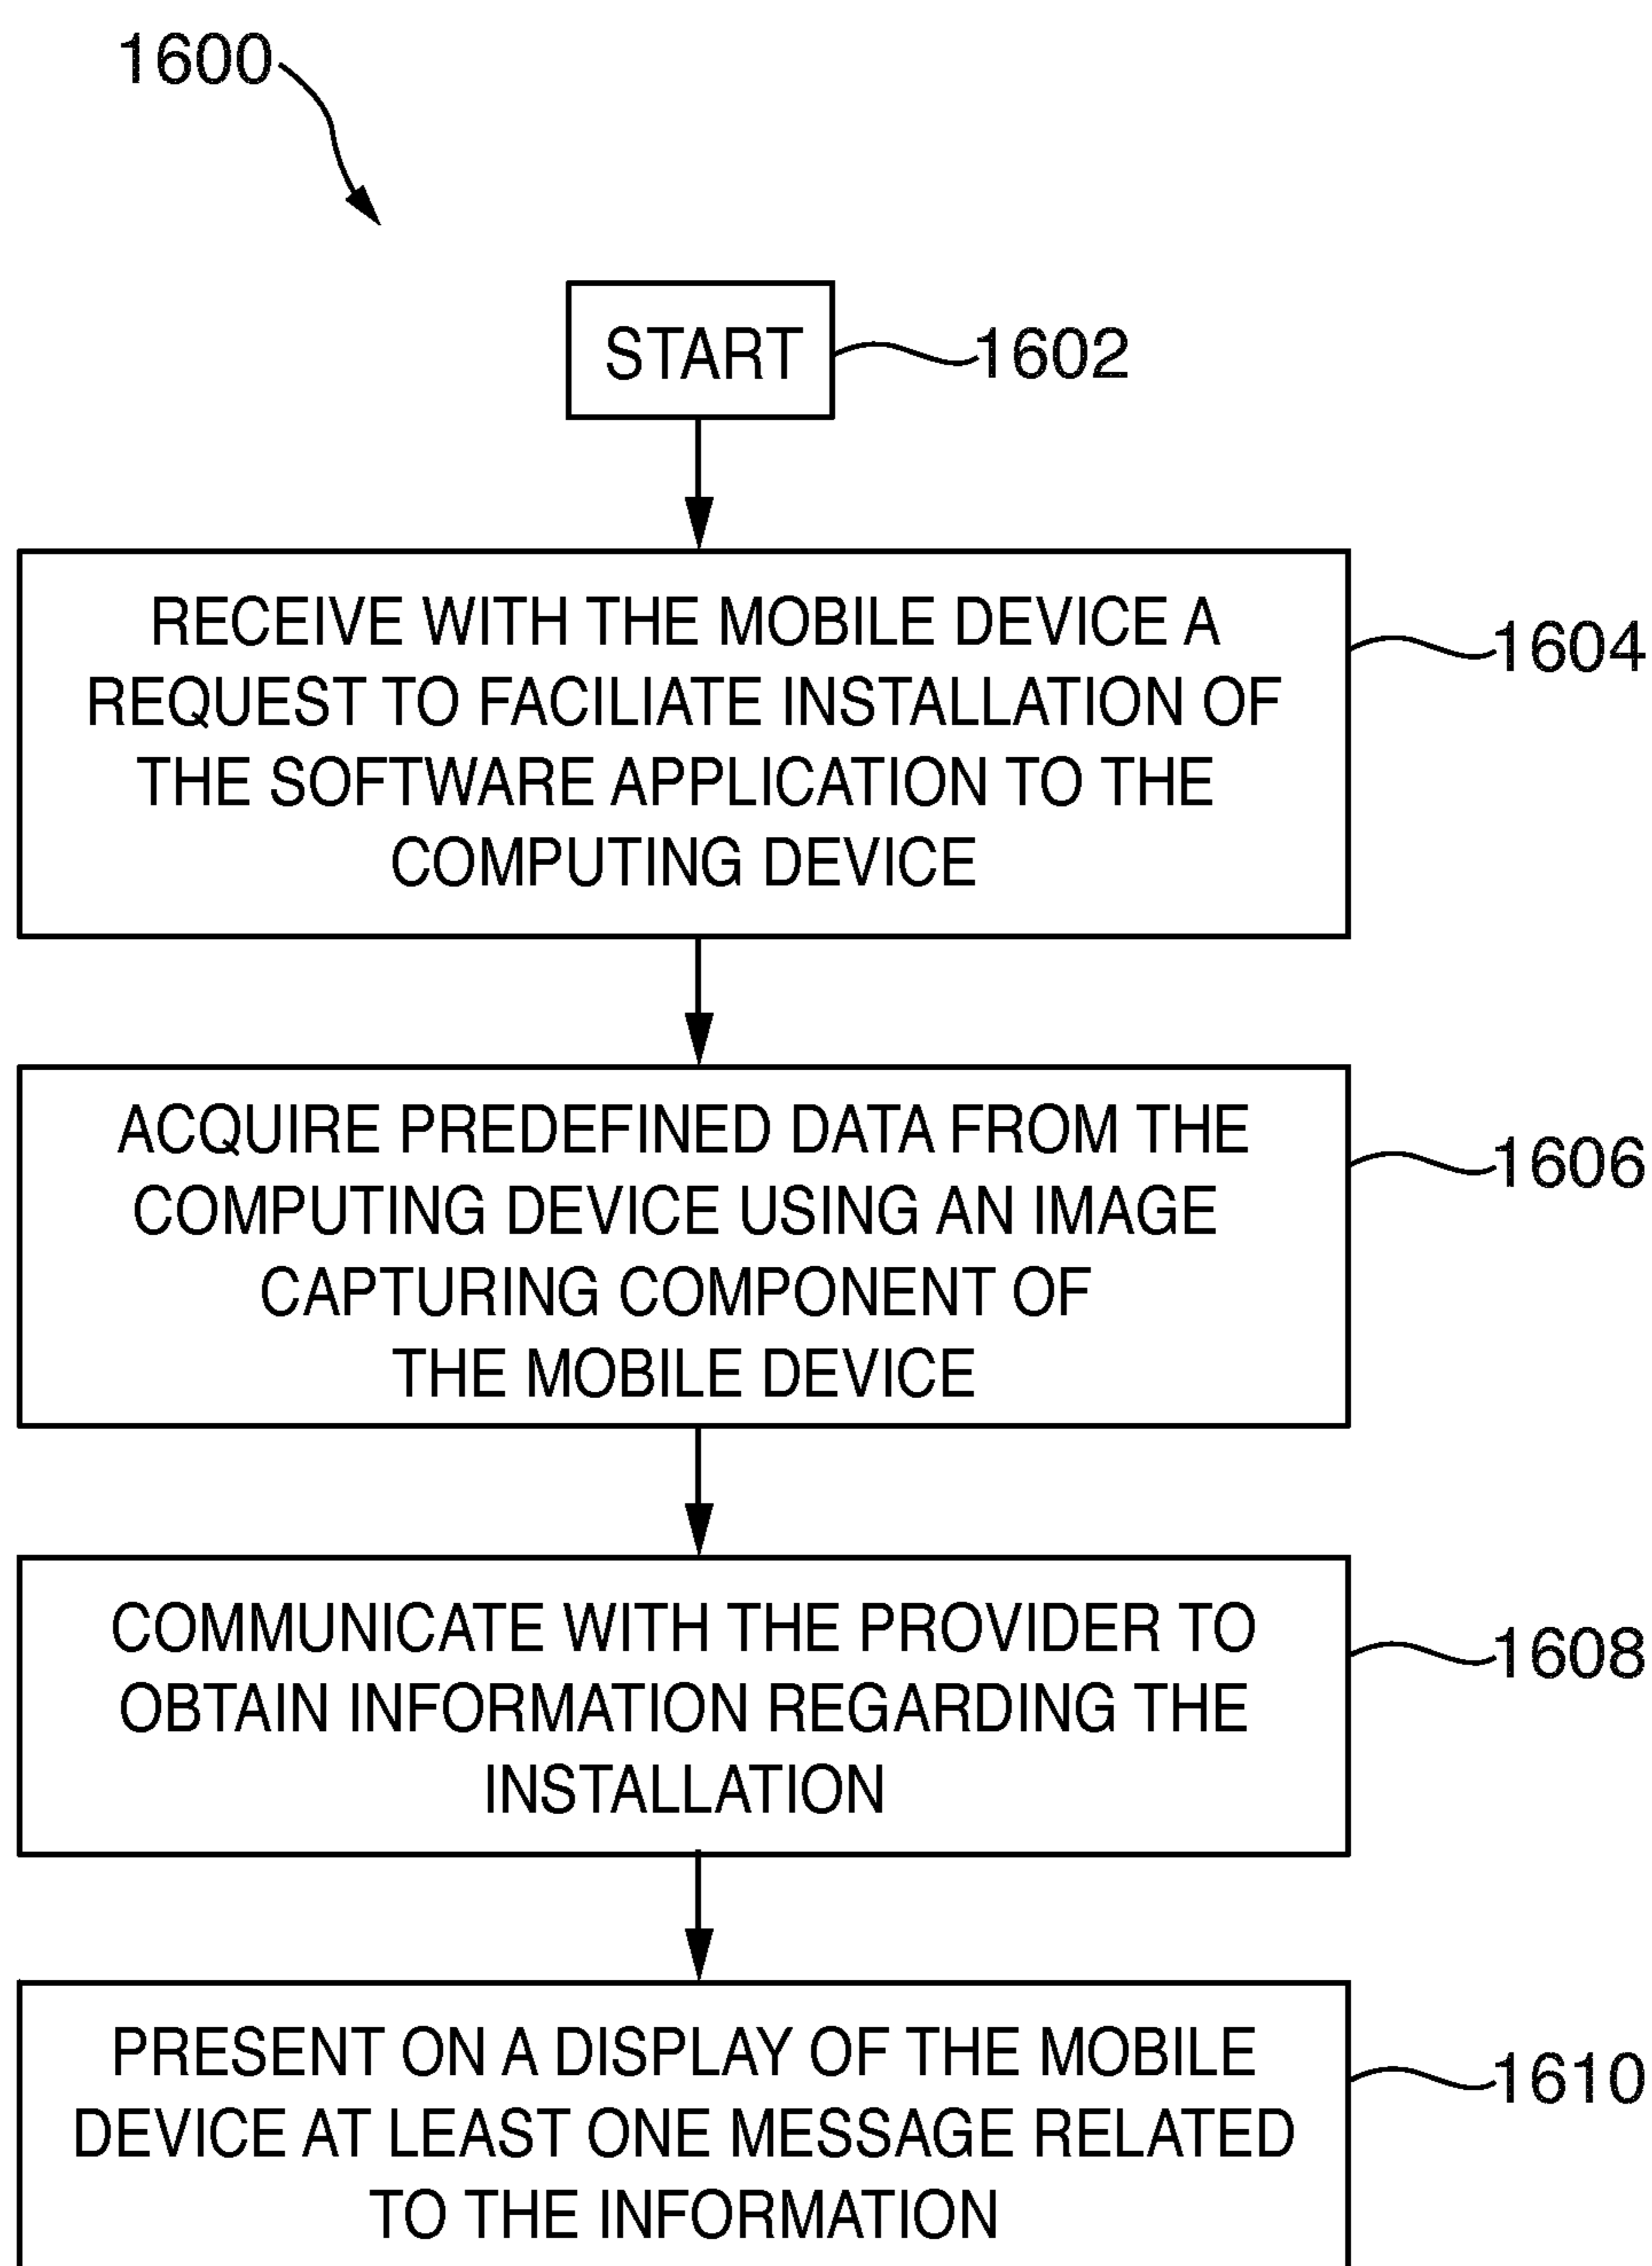 1600
START
1602
RECEIVE WITH THE MOBILE DEVICE A
REQUEST TO FACILIATE INSTALLATION OF
THE SOFTWARE APPLICATION TO THE
COMPUTING DEVICE
1604
ACQUIRE PREDEFINED DATA FROM THE
COMPUTING DEVICE USING AN IMAGE
CAPTURING COMPONENT OF
THE MOBILE DEVICE
1606
COMMUNICATE WITH THE PROVIDER TO
OBTAIN INFORMATION REGARDING THE
INSTALLATION
1608
PRESENT ON A DISPLAY OF THE MOBILE
DEVICE AT LEAST ONE MESSAGE RELATED
TO THE INFORMATION
1610